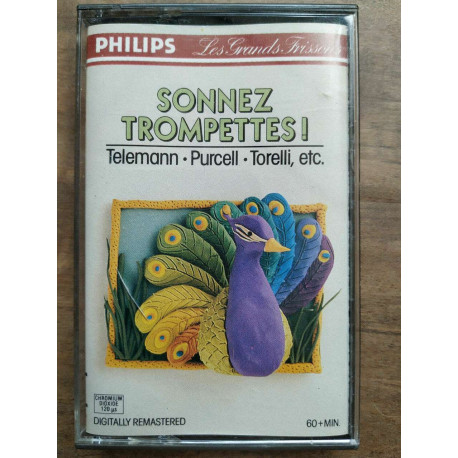 PHILIPS Les Grands Frissons
SONNEZ
TROMPETTES!
Telemann • Purcell • Torelli, etc.
CHROMIUM
DIOXIDE
120 µs
DIGITALLY REMASTERED 60+MIN.